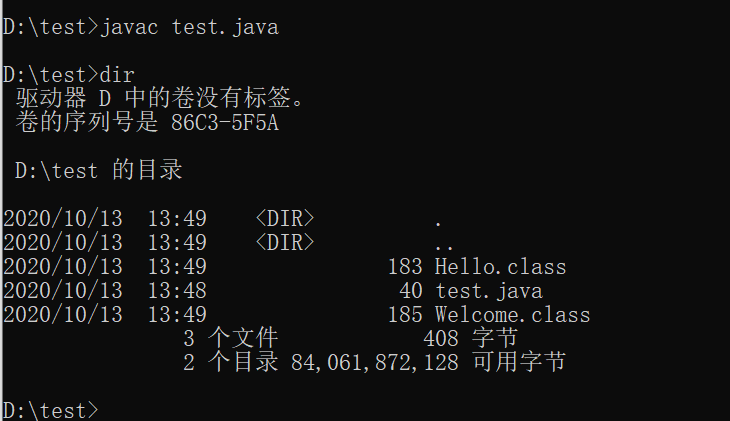 D:\test>javac test.java
D:\test>dir
驱动器 D 中的卷没有标签。
卷的序列号是 86C3-5F5A
D:\test 的目录
2020/10/13  13:49    <DIR>          .
2020/10/13  13:49    <DIR>          ..
2020/10/13  13:49               183 Hello.class
2020/10/13  13:48                40 test.java
2020/10/13  13:49               185 Welcome.class
3 个文件            408 字节
2 个目录 84,061,872,128 可用字节
D:\test>